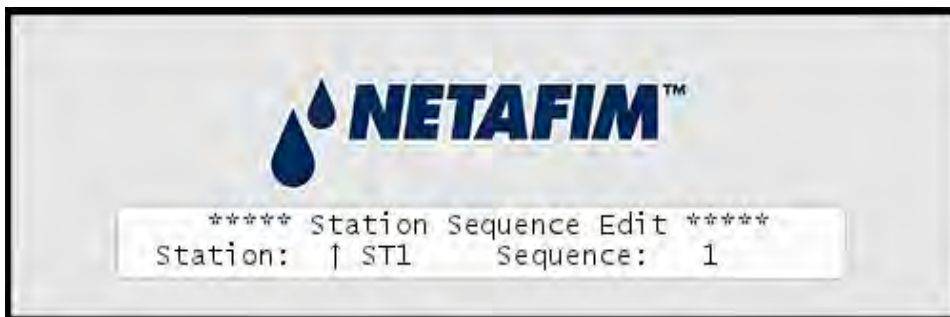 NETAFIM™
***** Station Sequence Edit *****
Station: ↑ ST1 Sequence: 1